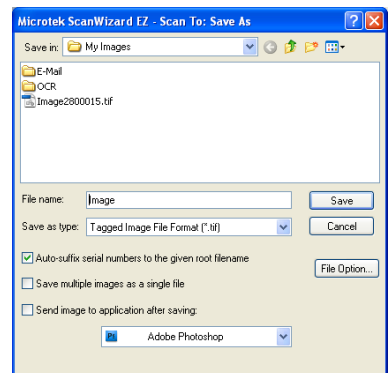 Microtek ScanWizard EZ - Scan To: Save As
Save in: My Images
E-Mail
OCR
Image2800015.tif
File name: Image Save
Save as type: Tagged Image File Format (*.tif) Cancel
Auto-suffix serial numbers to the given root filename
File Option...
Save multiple images as a single file
Send image to application after saving:
Ps Adobe Photoshop